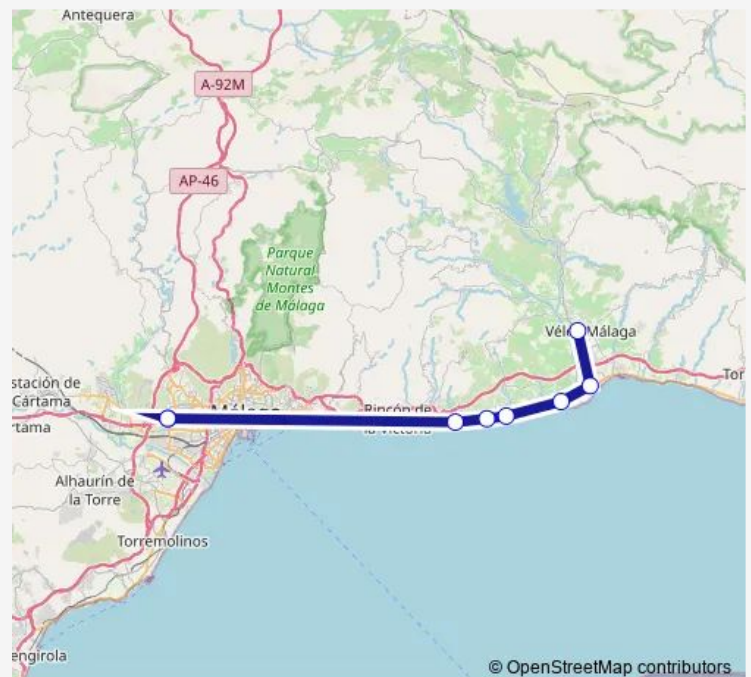 Antequera
A-92M
AP-46
Parque
Natural
Montes
de Málaga
Málaga
stación de
Cártama
rtama
Málaga
Rincón de
la Victoria
Tor
Alhaurín de
la Torre
Torremolinos
engirola
© OpenStreetMap contributors